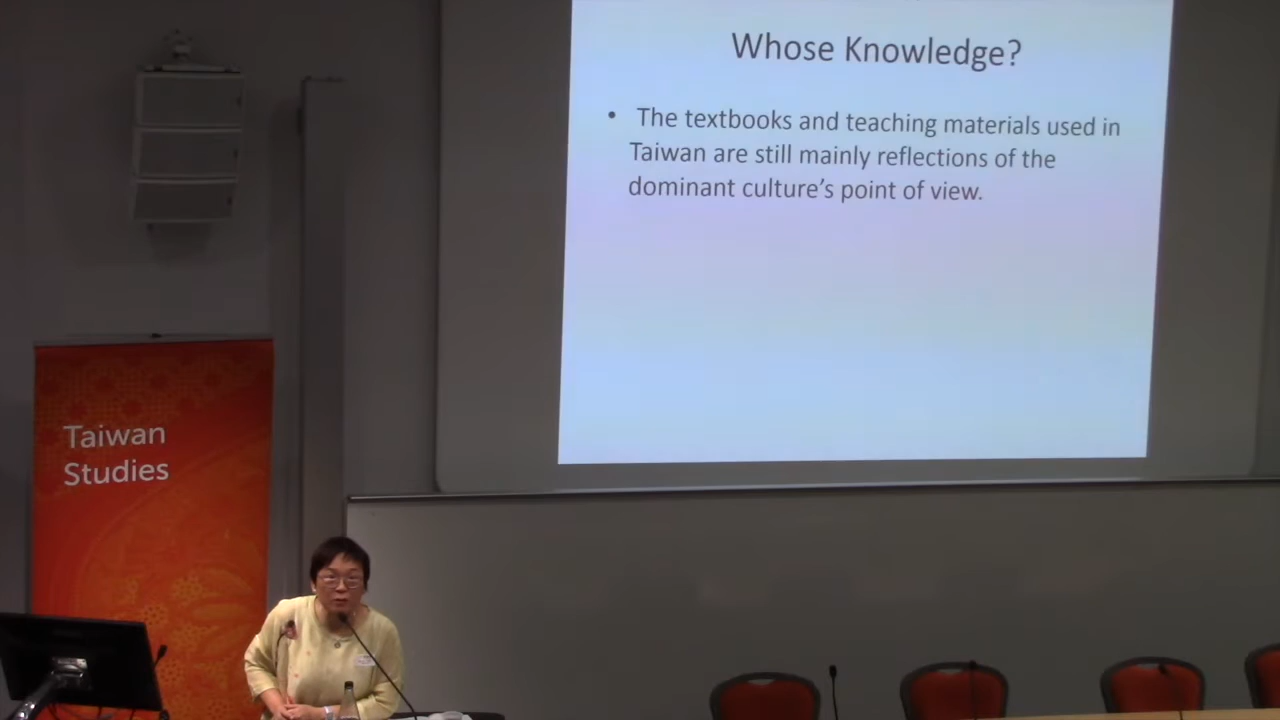 Whose Knowledge?
• The textbooks and teaching materials used in
Taiwan are still mainly reflections of the
dominant culture’s point of view.
Taiwan
Studies